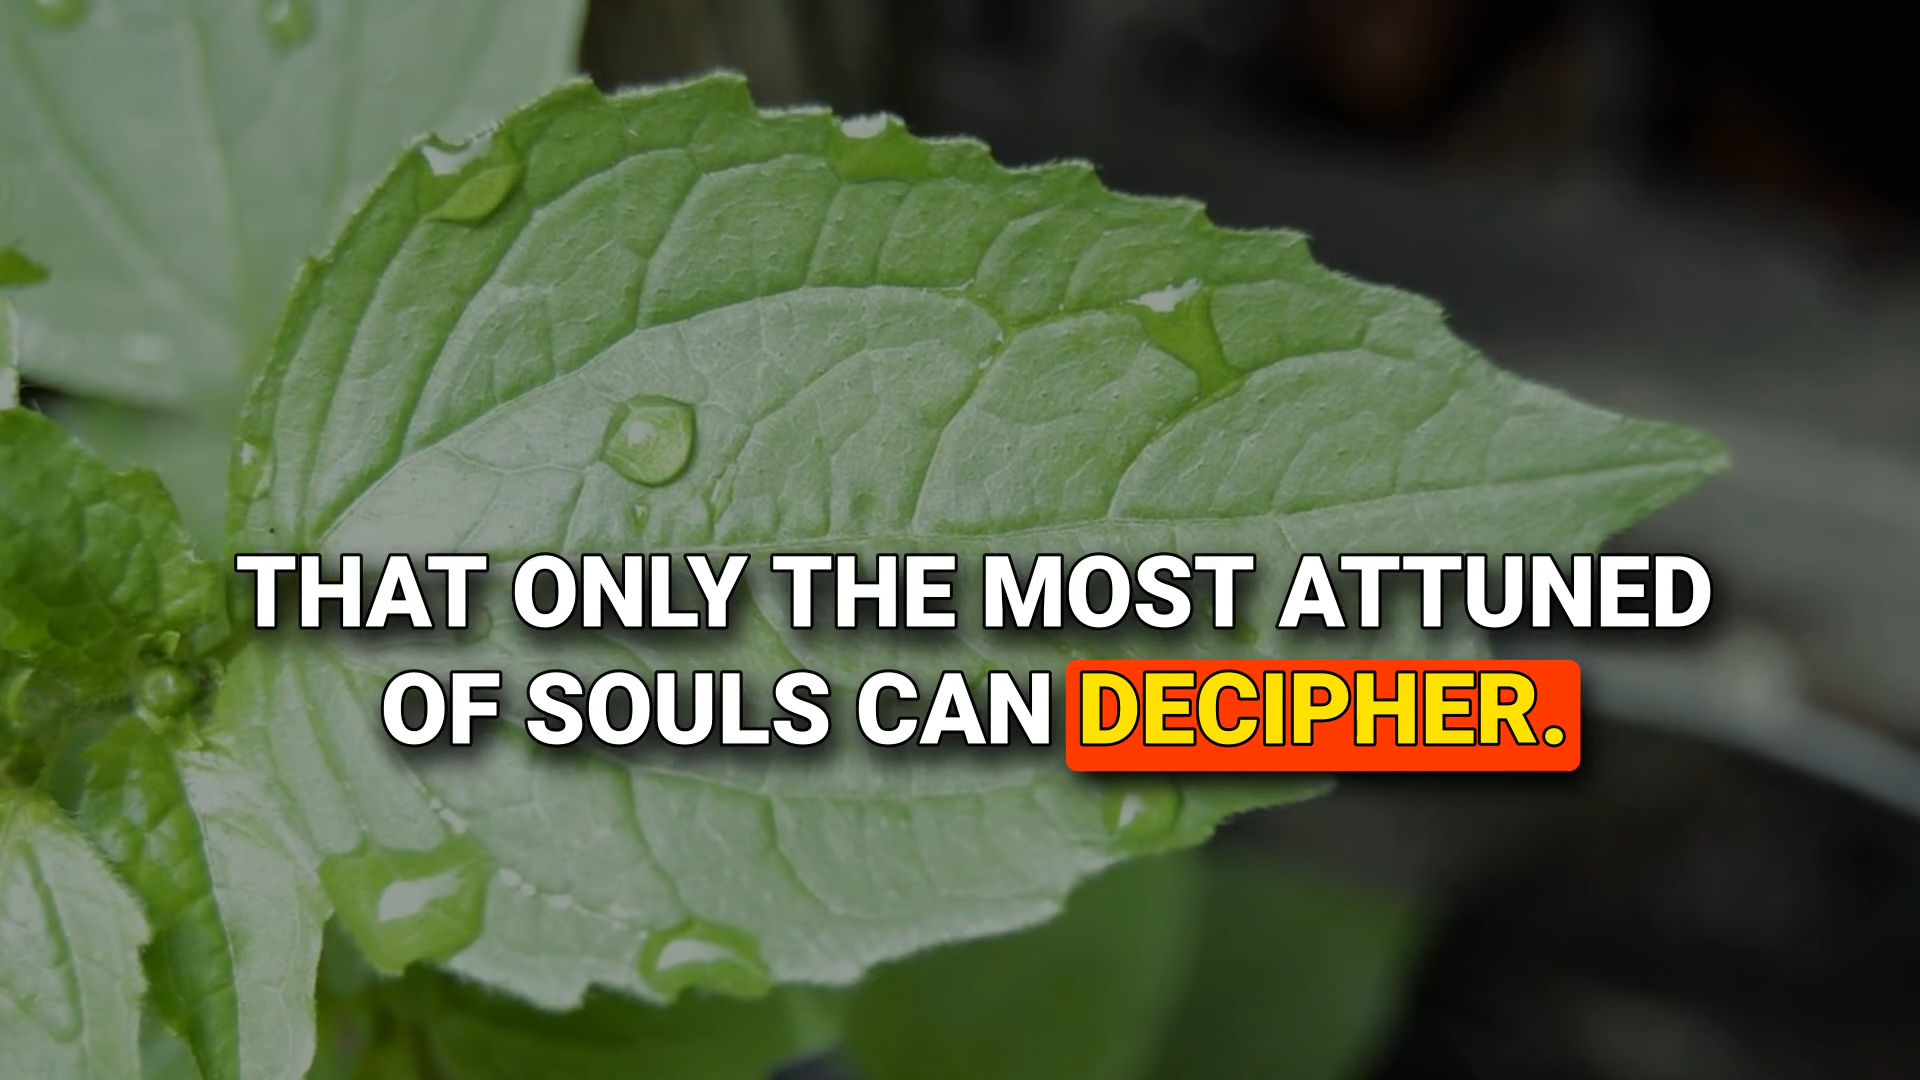 THAT ONLY THE MOST ATTUNED
OF SOULS CAN DECIPHER.